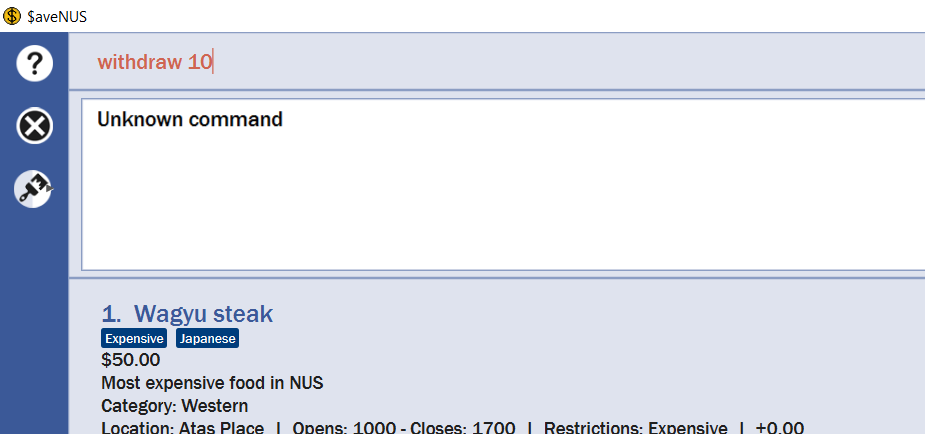 $aveNUS
withdraw 10
Unknown command
1. Wagyu steak
Expensive Japanese
$50.00
Most expensive food in NUS
Category: Western
Location: Atas Place | Opens: 1000 - Closes: 1700 | Restrictions: Expensive | +0.00